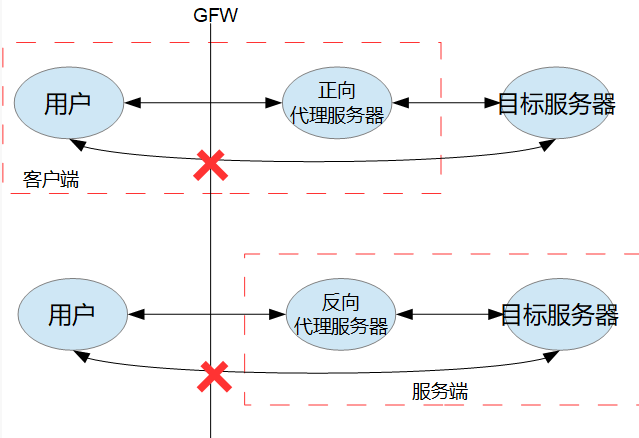 GFW
用户
正向
代理服务器
目标服务器
客户端
用户
反向
代理服务器
目标服务器
服务端